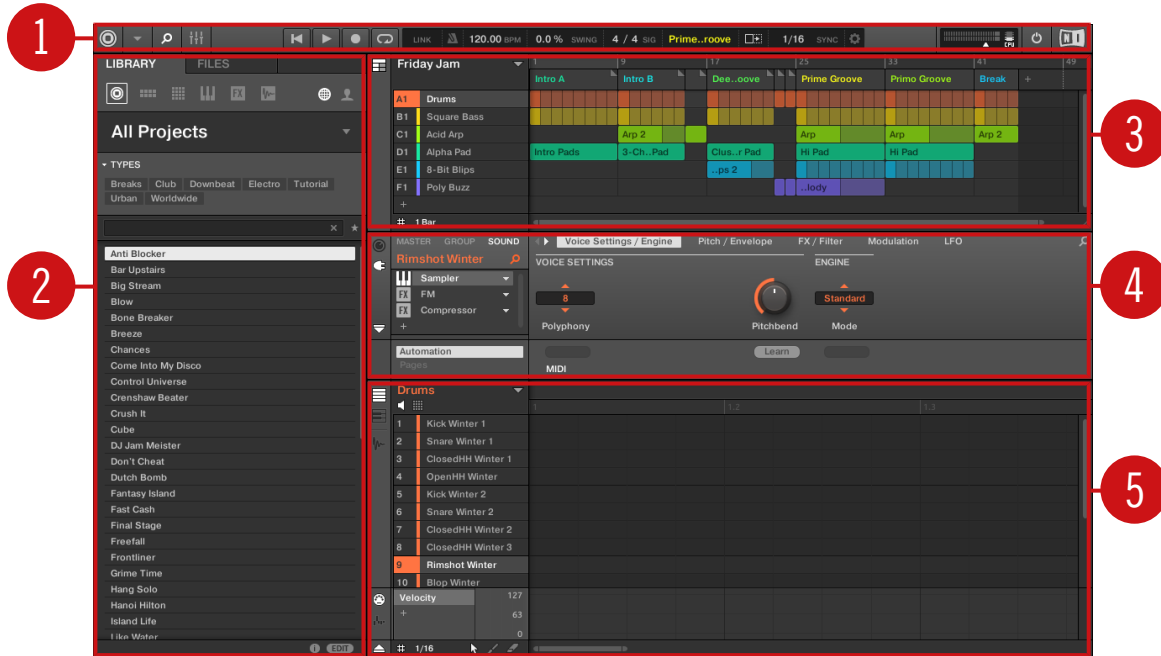 1
LINK 120.00 BPM 0.0 % SWING 4 / 4 SIG Prime..roove 1/16 SYNC CPU
LIBRARY FILES
All Projects
TYPES
Breaks Club Downbeat Electro Tutorial
Urban Worldwide
2
Anti Blocker
Bar Upstairs
Big Stream
Blow
Bone Breaker
Breeze
Chances
Come Into My Disco
Control Universe
Crenshaw Beater
Crush It
Cube
DJ Jam Meister
Don't Cheat
Dutch Bomb
Fantasy Island
Fast Cash
Final Stage
Freefall
Frontliner
Grime Time
Hang Solo
Hanoi Hilton
Island Life
Like Water
i EDIT
3
Friday Jam 1 9 17 25 33 41 49
Intro A Intro B Dee..oove Prime Groove Primo Groove Break +
A1 Drums
B1 Square Bass
C1 Acid Arp Arp 2 Arp Arp Arp 2
D1 Alpha Pad Intro Pads 3-Ch..Pad Clus..r Pad Hi Pad Hi Pad
E1 8-Bit Blips ..ps 2
F1 Poly Buzz ..lody
+
1 Bar
4
MASTER GROUP SOUND Voice Settings / Engine Pitch / Envelope FX / Filter Modulation LFO
Rimshot Winter VOICE SETTINGS ENGINE
Sampler
FX FM 8 Standard
FX Compressor
+ Polyphony Pitchbend Mode
Automation Learn
Pages MIDI
5
Drums
1 1.2 1.3
1 Kick Winter 1
2 Snare Winter 1
3 ClosedHH Winter 1
4 OpenHH Winter
5 Kick Winter 2
6 Snare Winter 2
7 ClosedHH Winter 2
8 ClosedHH Winter 3
9 Rimshot Winter
10 Blop Winter
Velocity 127
+ 63
0
1/16